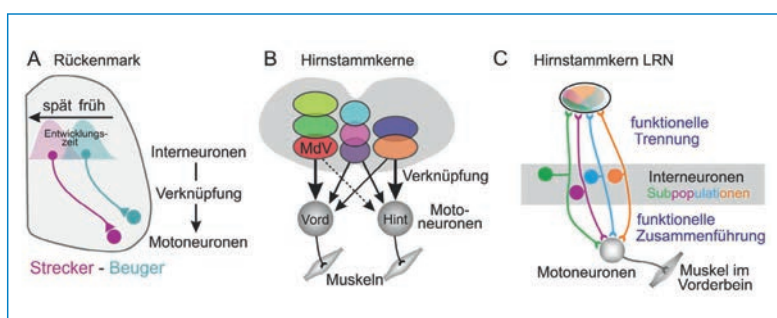 A Rückenmark
spät früh
Entwicklungs-
zeit
Interneuronen
Verknüpfung
Motoneuronen
Strecker - Beuger
B Hirnstammkerne
MdV
Verknüpfung
Vord
Hint
Moto-
neuronen
Muskeln
C Hirnstammkern LRN
funktionelle
Trennung
Interneuronen
Subpopulationen
funktionelle
Zusammenführung
Motoneuronen
Muskel im
Vorderbein